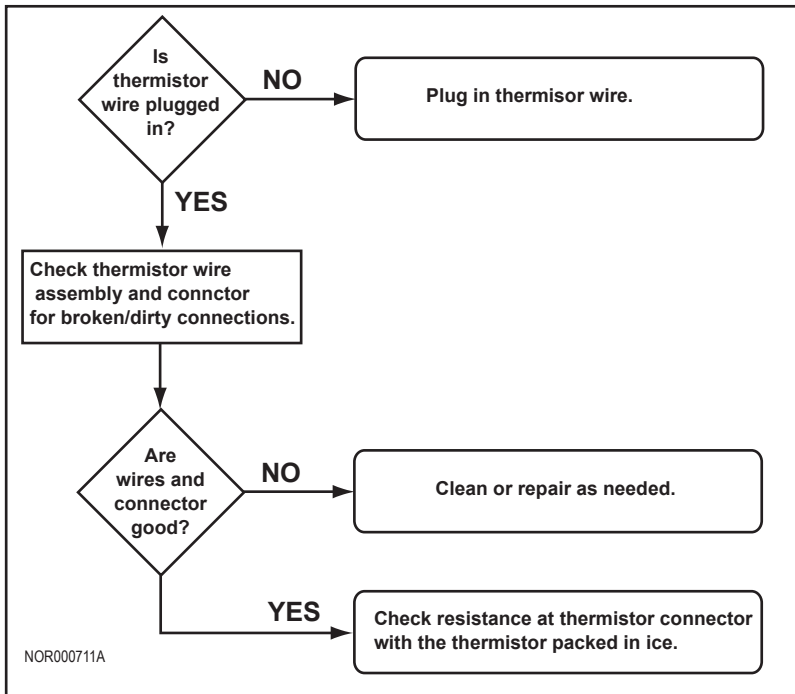 Is
thermistor
wire plugged
in?
NO
Plug in thermisor wire.
YES
Check thermistor wire
assembly and connctor
for broken/dirty connections.
Are
wires and
connector
good?
NO
Clean or repair as needed.
YES
Check resistance at thermistor connector
with the thermistor packed in ice.
NOR000711A